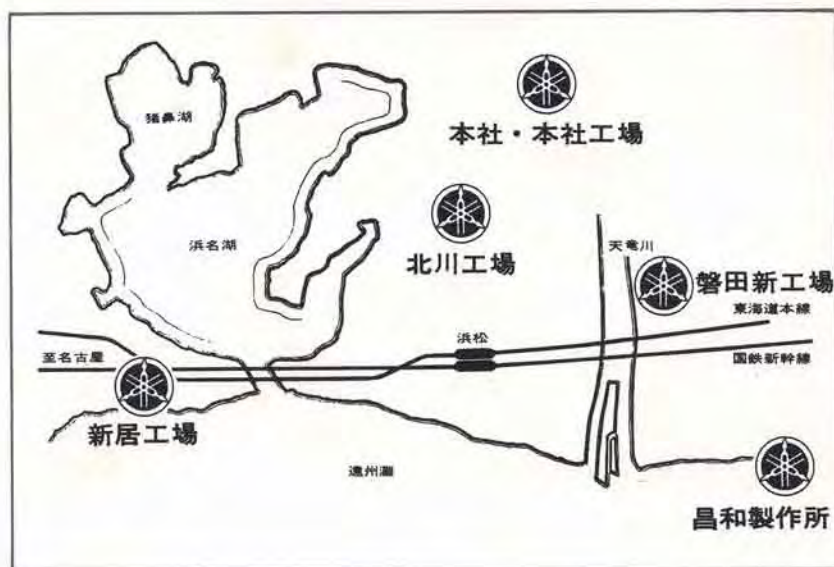 猪鼻湖
本社・本社工場
浜名湖
北川工場
天竜川
磐田新工場
東海道本線
浜松
至名古屋
国鉄新幹線
新居工場
遠州灘
昌和製作所